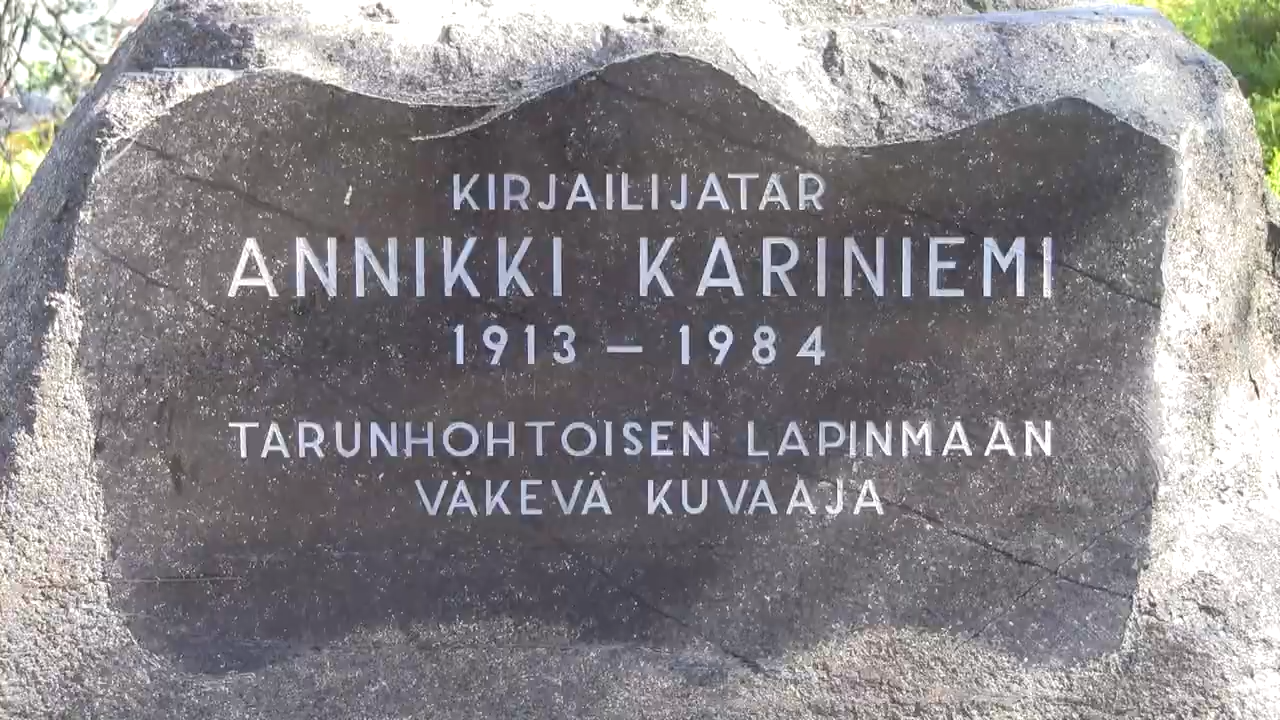 KIRJAILIJATAR
ANNIKKI KARINIEMI
1913 – 1984
TARUNHOHTOISEN LAPINMAAN
VÄKEVÄ KUVAAJA